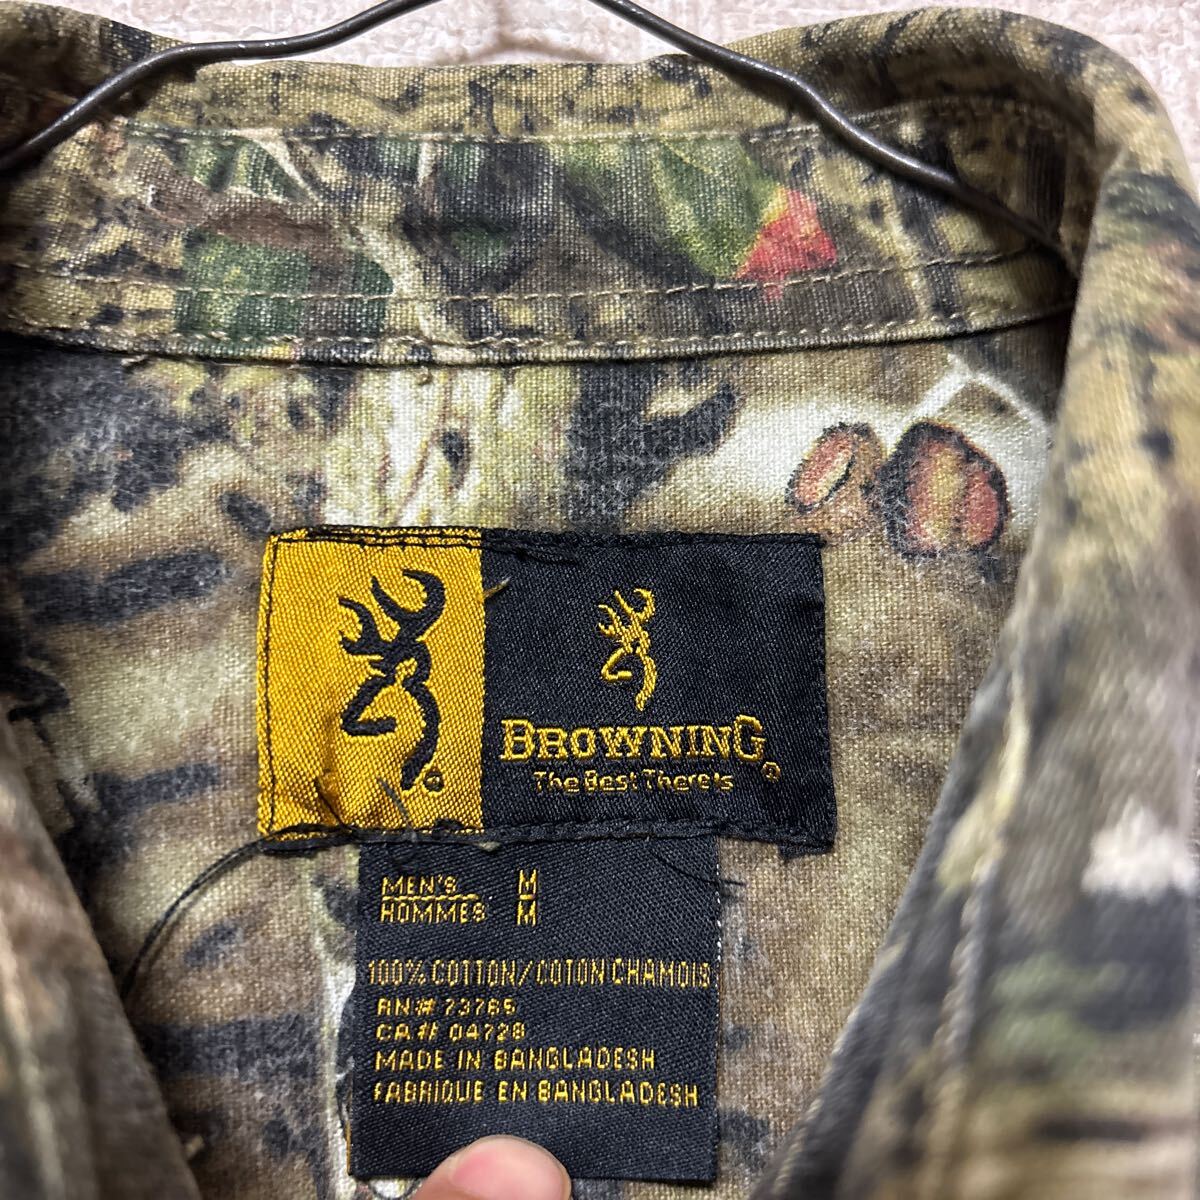 BROWNING®
The Best There Is
MEN'S M
HOMMES M
100% COTTON/COTON CHAMOIS
RN# 73765
CA# 04728
MADE IN BANGLADESH
FABRIQUE EN BANGLADESH